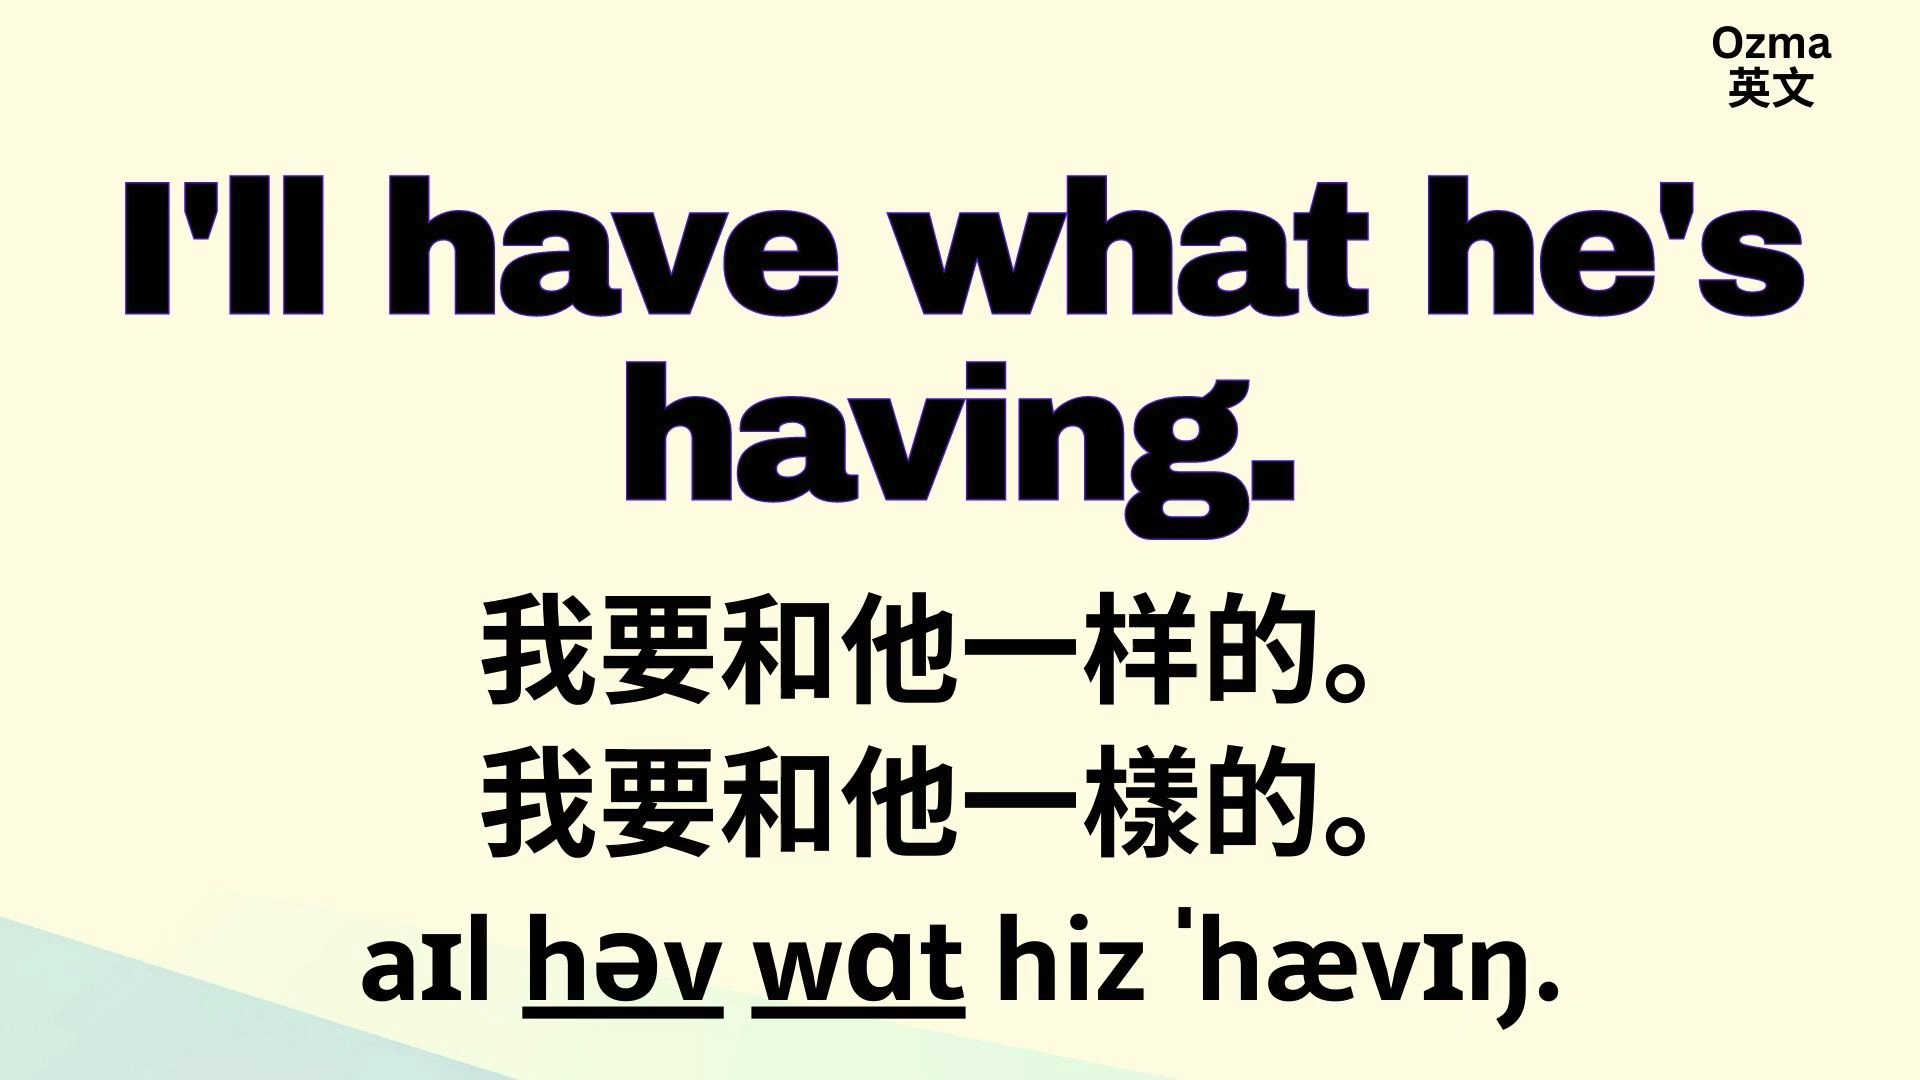 Ozma
英文
I'll have what he's
having.
我要和他一样的。
我要和他一樣的。
aɪl həv wɑt hiz ˈhævɪŋ.